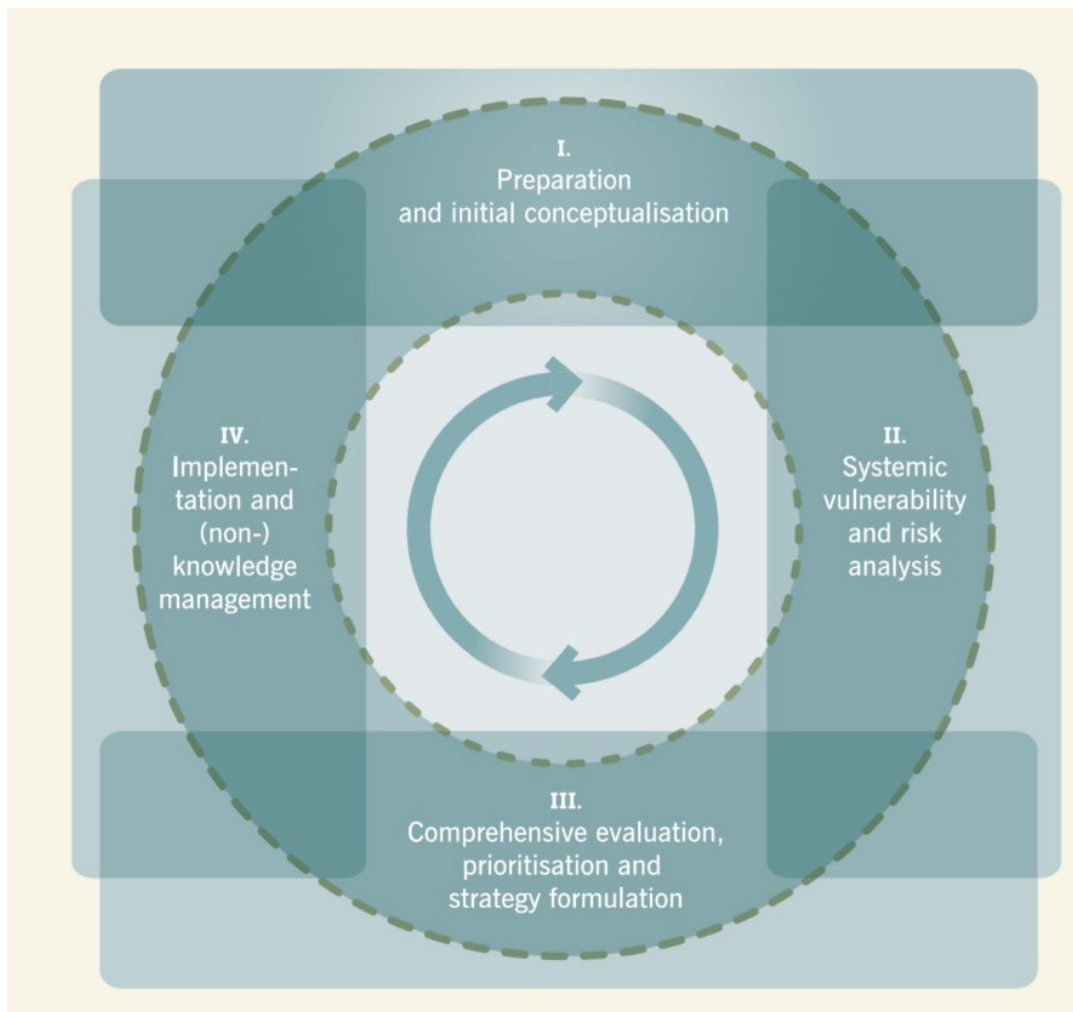 I.
Preparation
and initial conceptualisation
II.
Systemic
vulnerability
and risk
analysis
III.
Comprehensive evaluation,
prioritisation and
strategy formulation
IV.
Implemen-
tation and
(non-)
knowledge
management